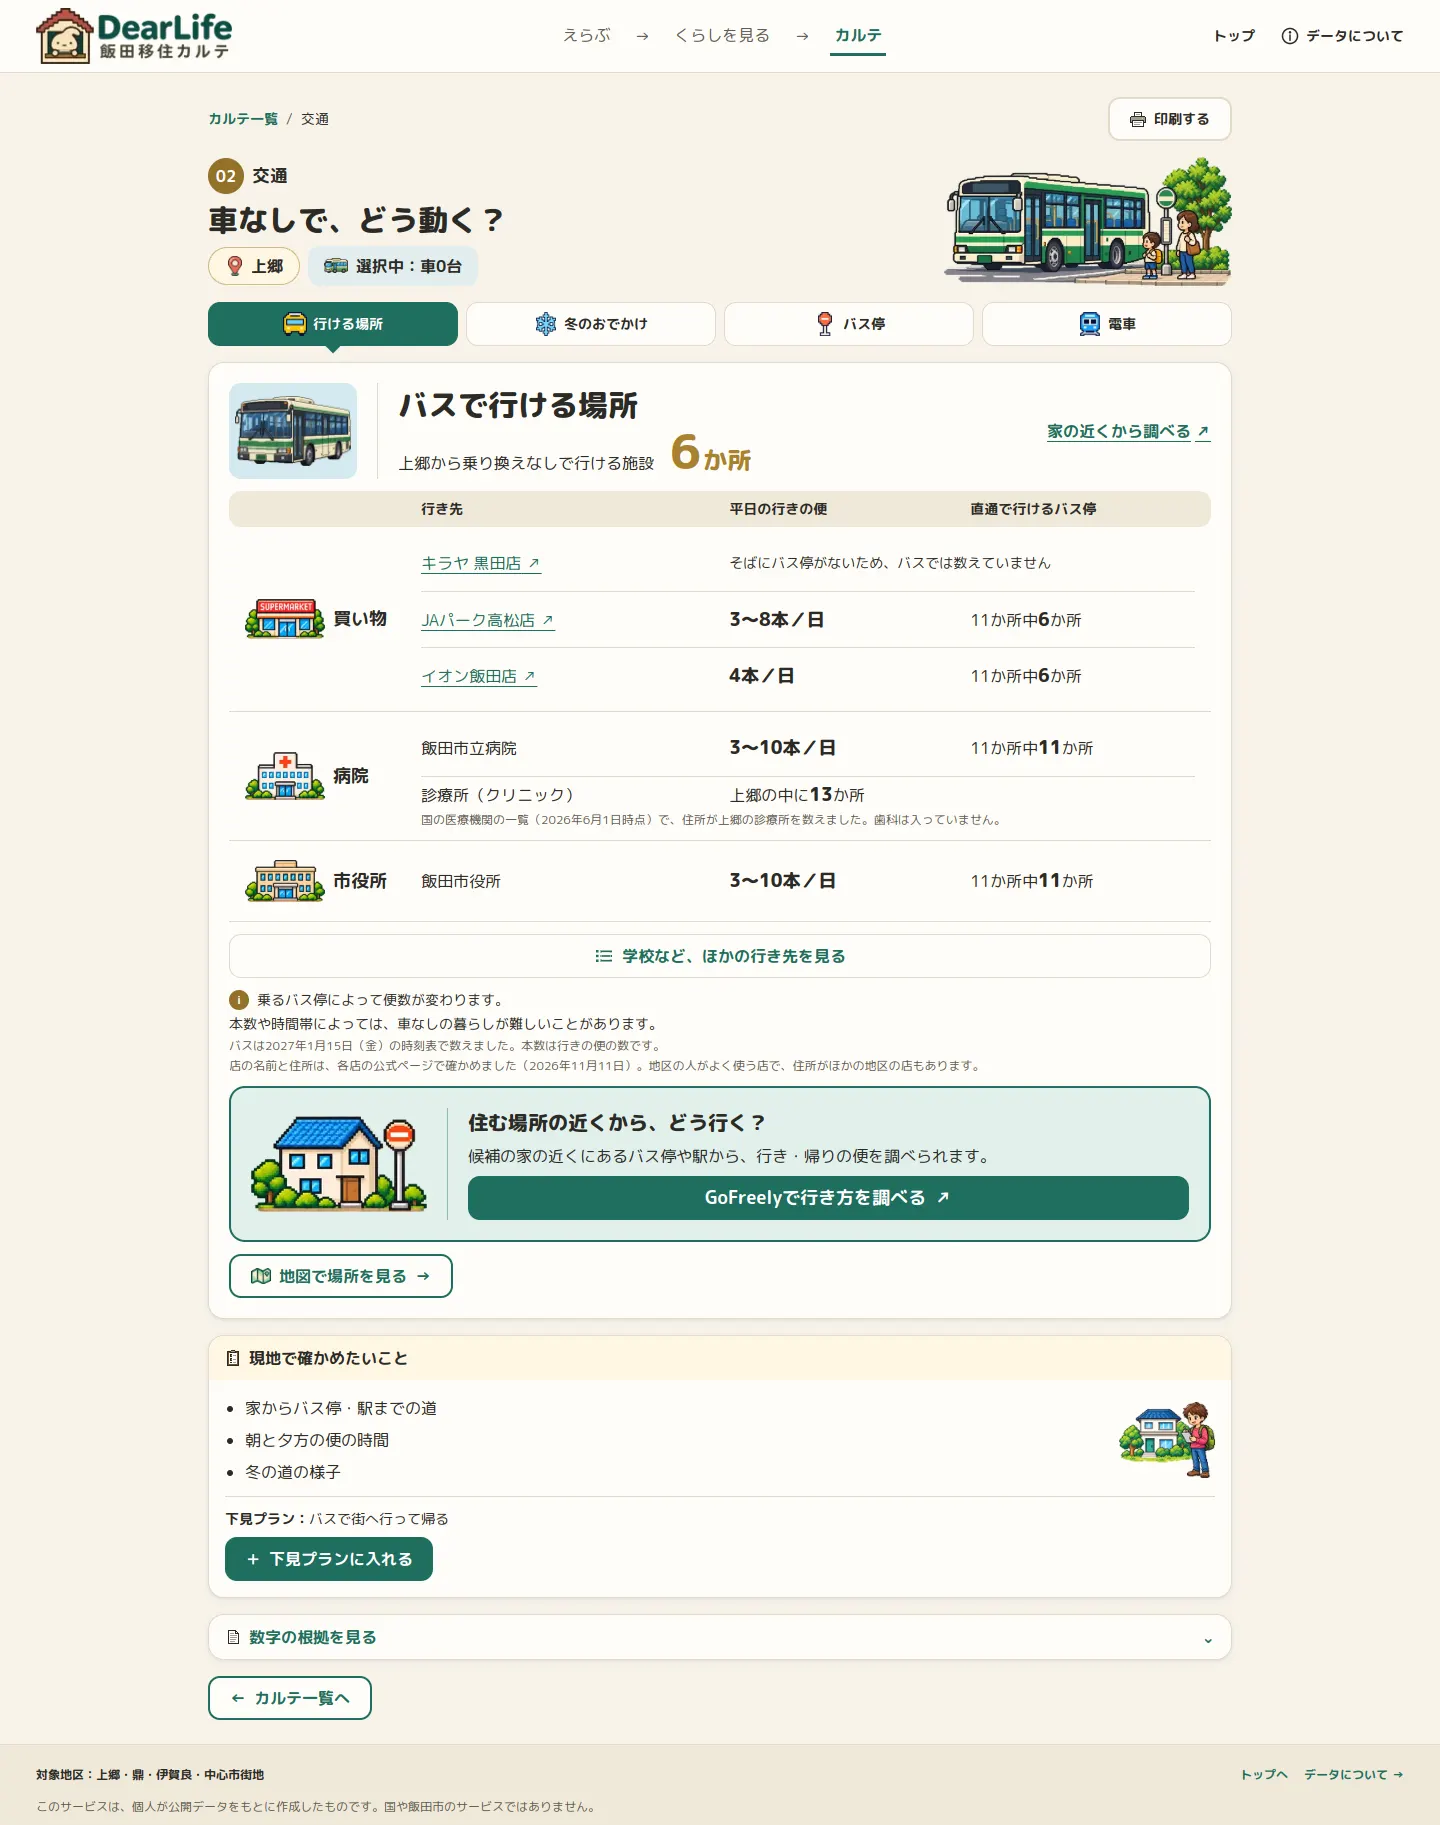 DearLife
飯田移住カルテ
えらぶ → くらしを見る → カルテ
トップ データについて
カルテ一覧 / 交通
印刷する
02 交通
車なしで、どう動く？
上郷 選択中：車0台
行ける場所 冬のおでかけ バス停 電車
バスで行ける場所
上郷から乗り換えなしで行ける施設 6か所
家の近くから調べる ↗
行き先 平日の行きの便 直通で行けるバス停
SUPERMARKET
買い物
キラヤ 黒田店 ↗ そばにバス停がないため、バスでは数えていません
JAパーク高松店 ↗ 3〜8本／日 11か所中6か所
イオン飯田店 ↗ 4本／日 11か所中6か所
病院
飯田市立病院 3〜10本／日 11か所中11か所
診療所（クリニック） 上郷の中に13か所
国の医療機関の一覧（2026年6月1日時点）で、住所が上郷の診療所を数えました。歯科は入っていません。
市役所 飯田市役所 3〜10本／日 11か所中11か所
学校など、ほかの行き先を見る
i 乗るバス停によって便数が変わります。
本数や時間帯によっては、車なしの暮らしが難しいことがあります。
バスは2027年1月15日（金）の時刻表で数えました。本数は行きの便の数です。
店の名前と住所は、各店の公式ページで確かめました（2026年11月11日）。地区の人がよく使う店で、住所がほかの地区の店もあります。
住む場所の近くから、どう行く？
候補の家の近くにあるバス停や駅から、行き・帰りの便を調べられます。
GoFreelyで行き方を調べる ↗
地図で場所を見る →
現地で確かめたいこと
• 家からバス停・駅までの道
• 朝と夕方の便の時間
• 冬の道の様子
下見プラン：バスで街へ行って帰る
＋ 下見プランに入れる
数字の根拠を見る
← カルテ一覧へ
対象地区：上郷・鼎・伊賀良・中心市街地
トップへ データについて →
このサービスは、個人が公開データをもとに作成したものです。国や飯田市のサービスではありません。